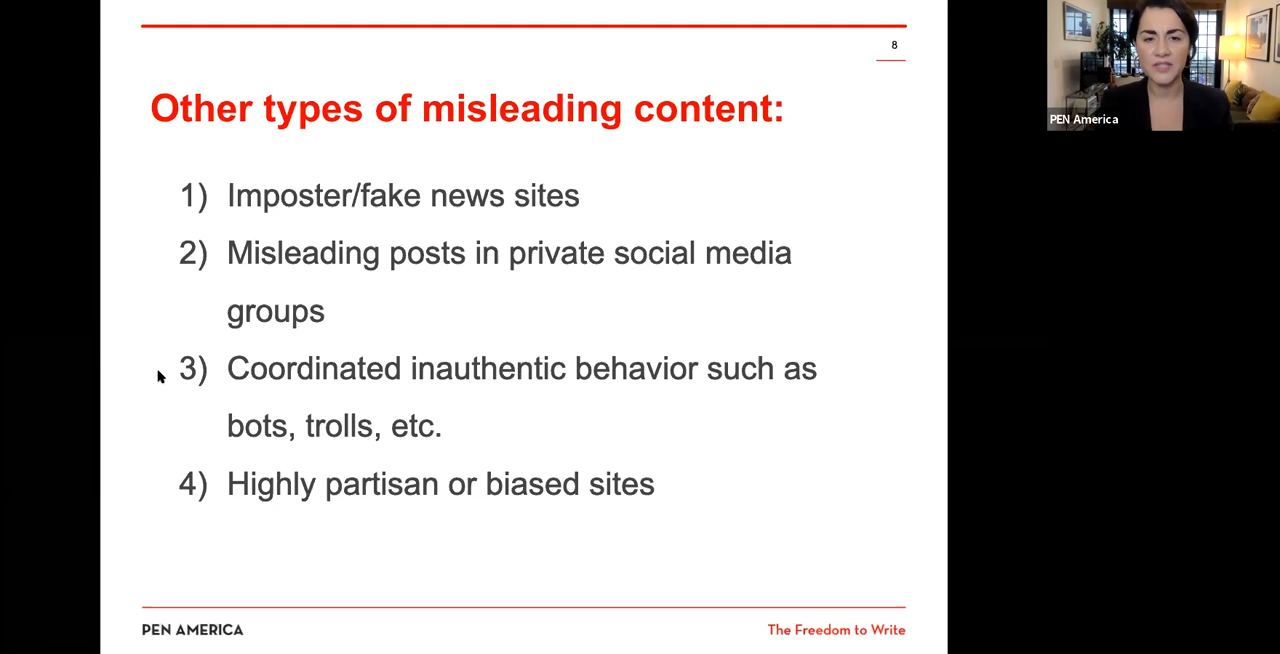 8
Other types of misleading content:
1) Imposter/fake news sites
2) Misleading posts in private social media
groups
3) Coordinated inauthentic behavior such as
bots, trolls, etc.
4) Highly partisan or biased sites
PEN AMERICA
The Freedom to Write
PEN America